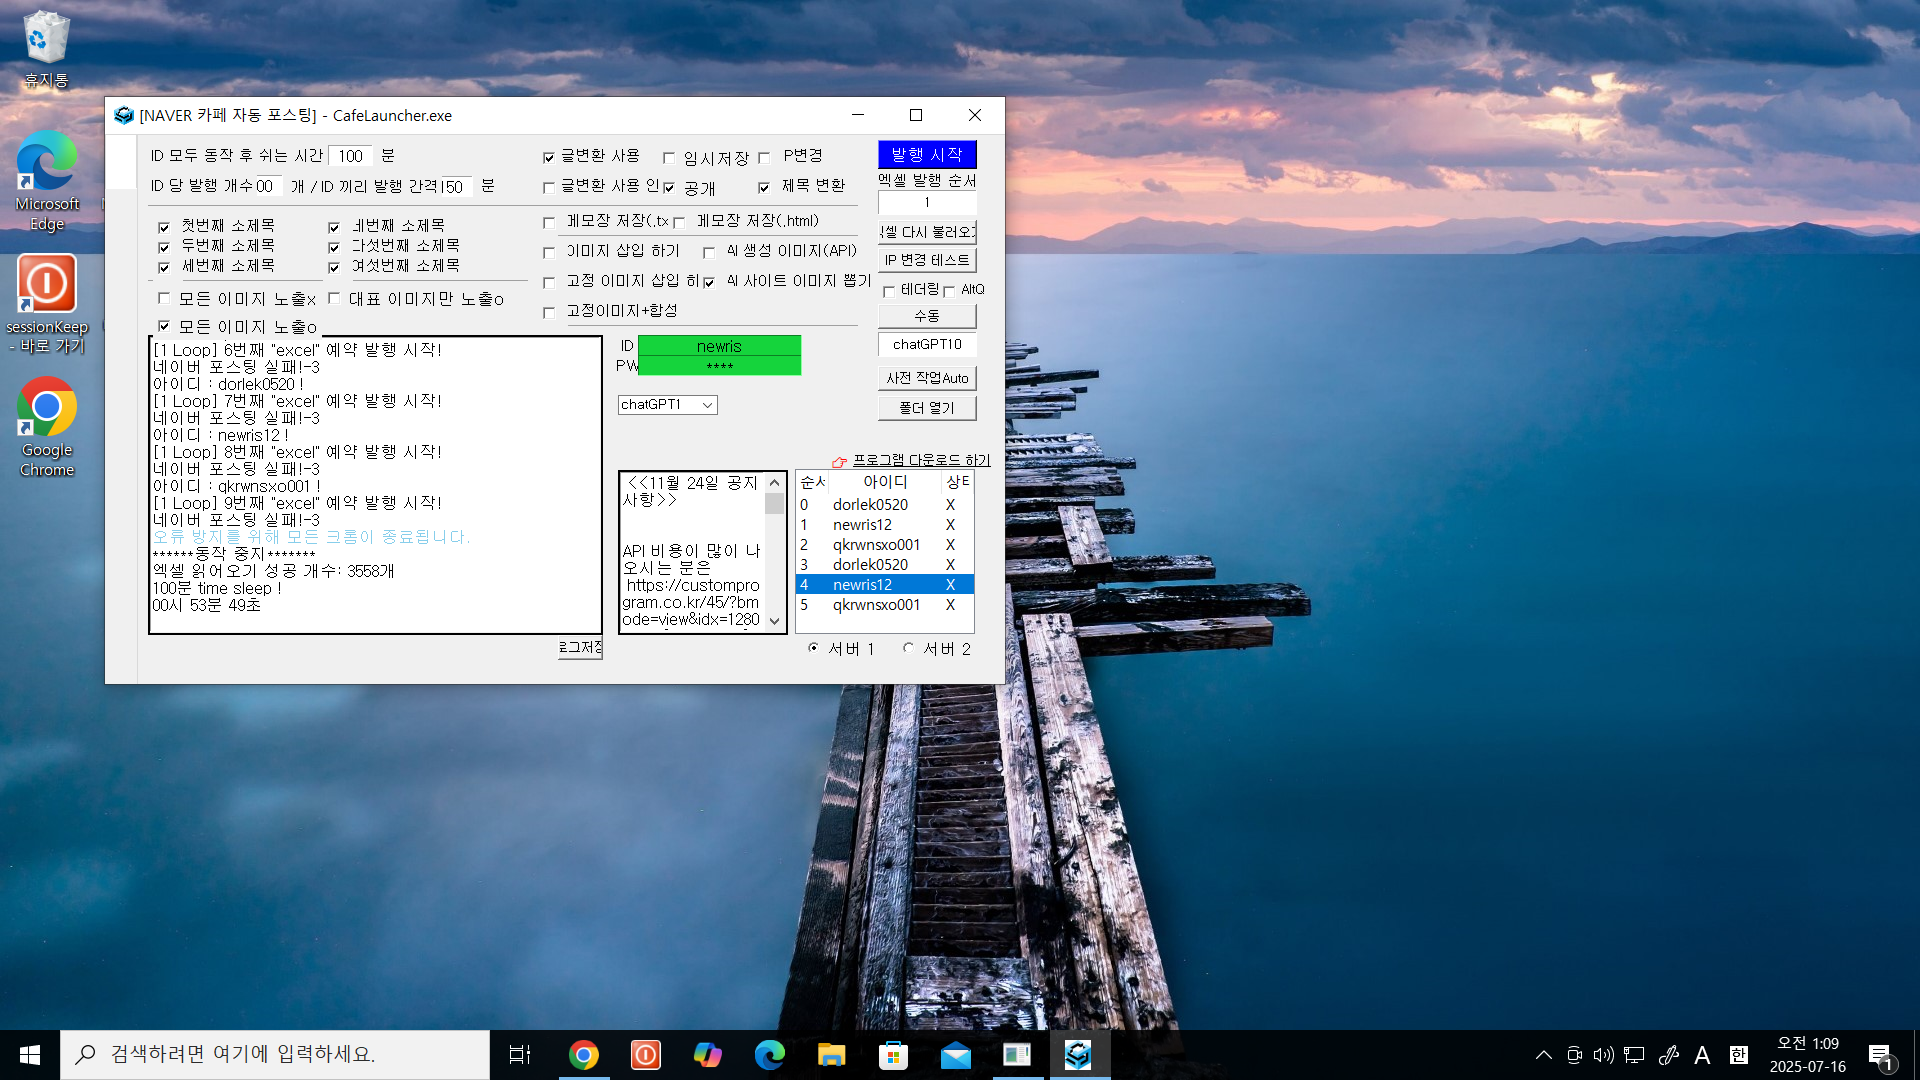 휴지통
Microsoft Edge
sessionKeep - 바로 가기
Google Chrome
[NAVER 카페 자동 포스팅] - CafeLauncher.exe
ID 모두 동작 후 쉬는 시간 100 분
ID 당 발행 개수 00 개 / ID 끼리 발행 간격 50 분
글변환 사용
임시저장
P변경
글변환 사용 인
공개
제목 변환
첫번째 소제목
두번째 소제목
세번째 소제목
네번째 소제목
다섯번째 소제목
여섯번째 소제목
메모장 저장(.tx
메모장 저장(.html)
이미지 삽입 하기
AI 생성 이미지(API)
고정 이미지 삽입 하
AI 사이트 이미지 뽑기
고정이미지+합성
모든 이미지 노출x
대표 이미지만 노출o
모든 이미지 노출o
발행 시작
엑셀 발행 순서
1
셀 다시 불러오기
IP 변경 테스트
테더링
AltQ
수동
chatGPT10
사전 작업Auto
폴더 열기
[1 Loop] 6번째 "excel" 예약 발행 시작!
네이버 포스팅 실패!-3
아이디 : dorlek0520 !
[1 Loop] 7번째 "excel" 예약 발행 시작!
네이버 포스팅 실패!-3
아이디 : newris12 !
[1 Loop] 8번째 "excel" 예약 발행 시작!
네이버 포스팅 실패!-3
아이디 : qkrwnsxo001 !
[1 Loop] 9번째 "excel" 예약 발행 시작!
네이버 포스팅 실패!-3
오류 방지를 위해 모든 크롬이 종료됩니다.
******동작 중지*******
엑셀 읽어오기 성공 개수: 3558개
100분 time sleep !
00시 53분 49초
로그저장
ID newris
PW ****
chatGPT1
<<11월 24일 공지
사항>>
API 비용이 많이 나
오시는 분은
https://custompro
gram.co.kr/45/?bm
ode=view&idx=1280
프로그램 다운로드 하기
순서 아이디 상태
0 dorlek0520 X
1 newris12 X
2 qkrwnsxo001 X
3 dorlek0520 X
4 newris12 X
5 qkrwnsxo001 X
서버 1 서버 2
검색하려면 여기에 입력하세요.
A
한
오전 1:09
2025-07-16
1